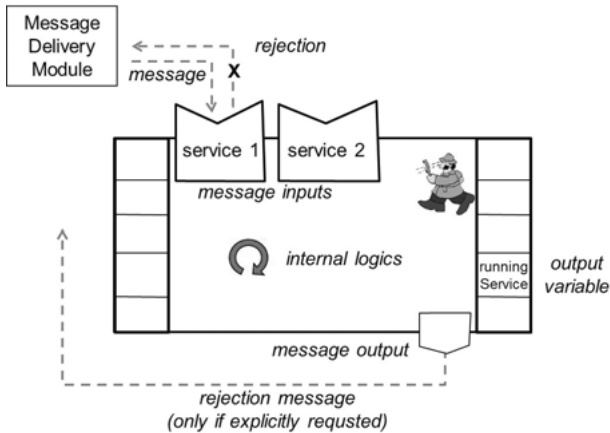 Message
Delivery
Module
rejection
message
X
service 1
service 2
message inputs
internal logics
running
Service
output
variable
message output
rejection message
(only if explicitly requsted)